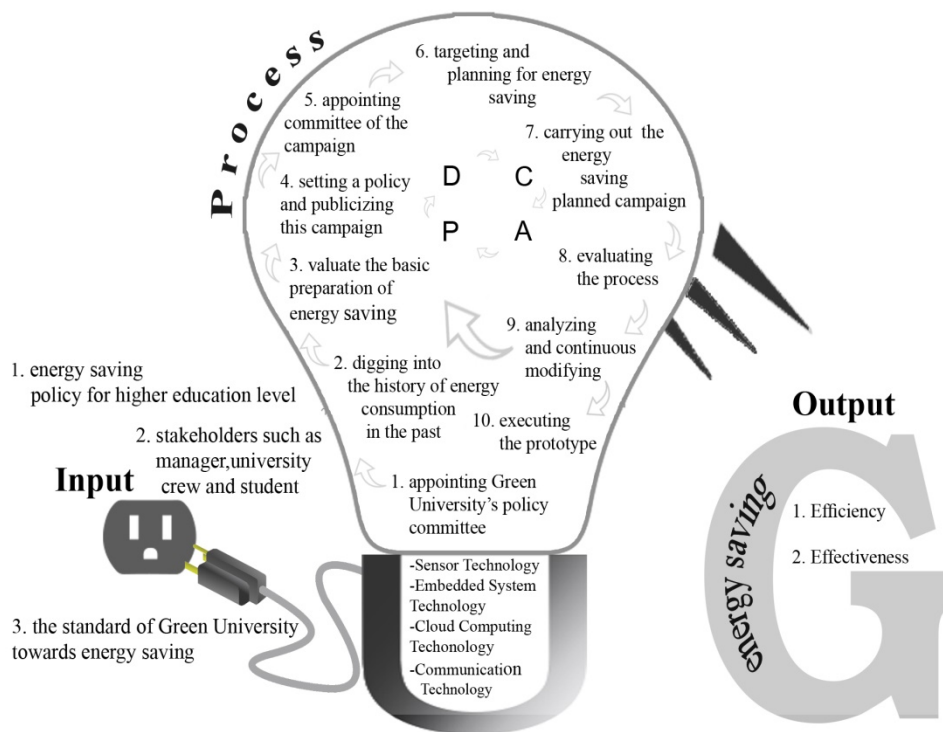 Process
6. targeting and
planning for energy
saving
5. appointing
committee of the
campaign
7. carrying out the
energy
saving
planned campaign
D C
P A
4. setting a policy
and publicizing
this campaign
8. evaluating
the process
3. valuate the basic
preparation of
energy saving
9. analyzing
and continuous
modifying
2. digging into
the history of energy
consumption
in the past
10. executing
the prototype
1. appointing Green
University's policy
committee
1. energy saving
policy for higher education level
2. stakeholders such as
manager,university
crew and student
Input
3. the standard of Green University
towards energy saving
-Sensor Technology
-Embedded System
Technology
-Cloud Computing
Techonology
-Communication
Technology
Output
G
energy saving
1. Efficiency
2. Effectiveness